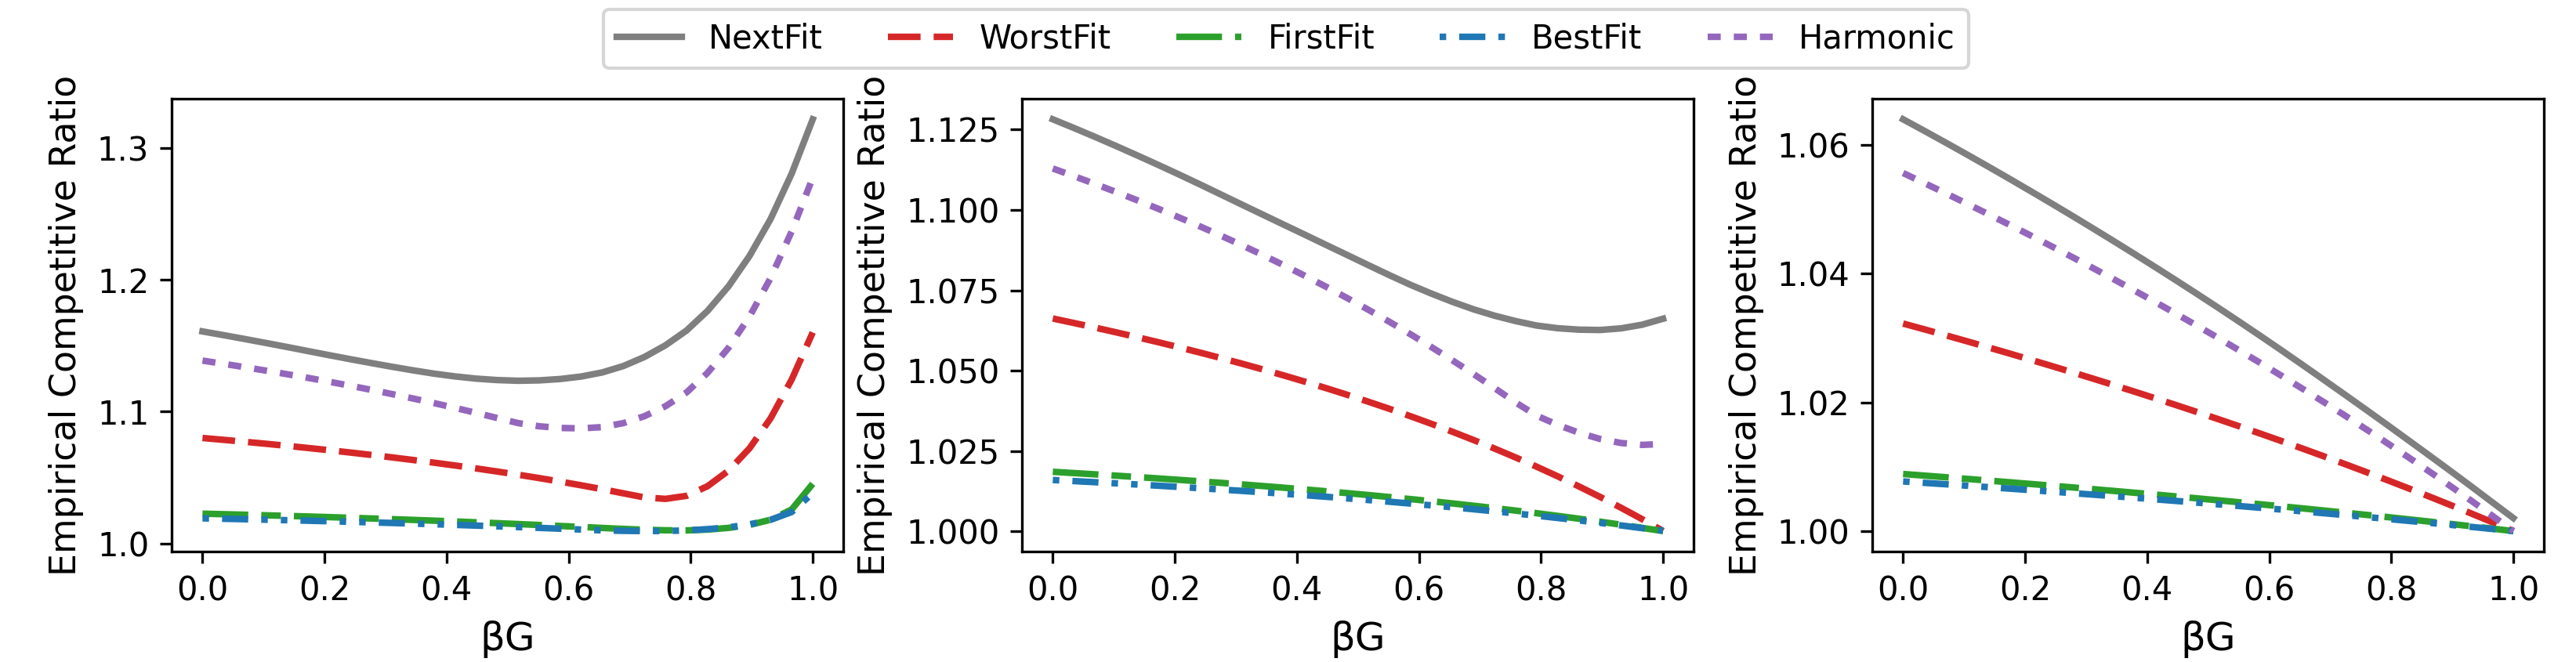 NextFit WorstFit FirstFit BestFit Harmonic
Empirical Competitive Ratio
1.3
1.2
1.1
1.0
0.0 0.2 0.4 0.6 0.8 1.0
βG
Empirical Competitive Ratio
1.125
1.100
1.075
1.050
1.025
1.000
0.0 0.2 0.4 0.6 0.8 1.0
βG
Empirical Competitive Ratio
1.06
1.04
1.02
1.00
0.0 0.2 0.4 0.6 0.8 1.0
βG